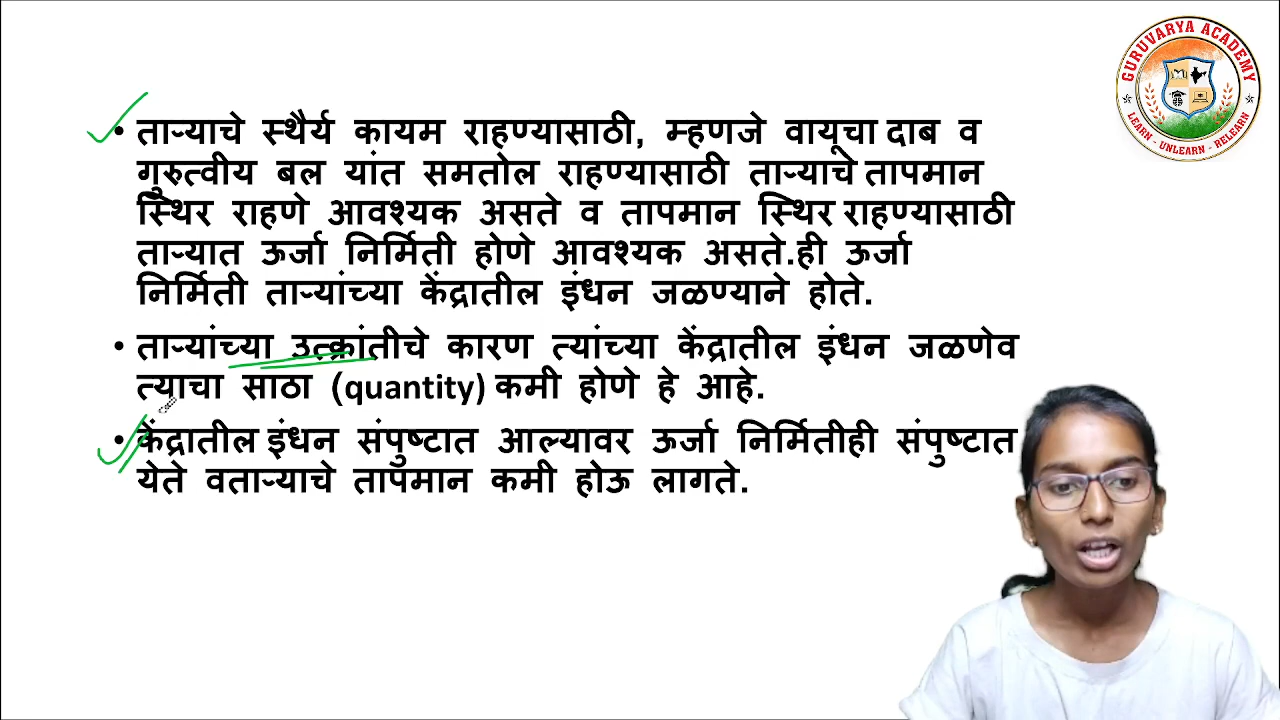 GURUVARYA ACADEMY
LEARN - UNLEARN - RELEARN
• ताऱ्याचे स्थैर्य कायम राहण्यासाठी, म्हणजे वायूचा दाब व
गुरुत्वीय बल यांत समतोल राहण्यासाठी ताऱ्याचे तापमान
स्थिर राहणे आवश्यक असते व तापमान स्थिर राहण्यासाठी
ताऱ्यात ऊर्जा निर्मिती होणे आवश्यक असते.ही ऊर्जा
निर्मिती ताऱ्यांच्या केंद्रातील इंधन जळण्याने होते.
• ताऱ्यांच्या उत्क्रांतीचे कारण त्यांच्या केंद्रातील इंधन जळणेव
त्याचा साठा (quantity) कमी होणे हे आहे.
• केंद्रातील इंधन संपुष्टात आल्यावर ऊर्जा निर्मितीही संपुष्टात
येते वताऱ्याचे तापमान कमी होऊ लागते.